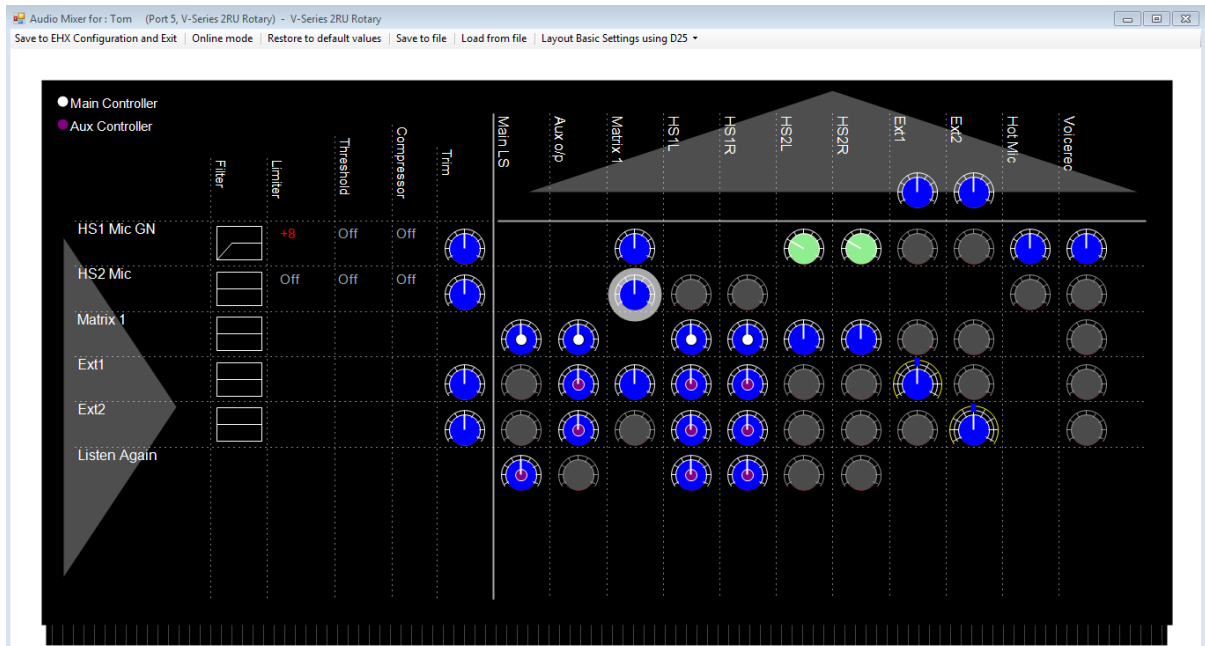 Audio Mixer for : Tom (Port 5, V-Series 2RU Rotary) - V-Series 2RU Rotary
Save to EHX Configuration and Exit Online mode Restore to default values Save to file Load from file Layout Basic Settings using D25
Main Controller
Aux Controller
Filter
Limiter
Threshold
Compressor
Trim
Main LS
Aux o/p
Matrix 1
HS1L
HS1R
HS2L
HS2R
Ext1
Ext2
Hot Mic
Voicerec
HS1 Mic GN +8 Off Off
HS2 Mic Off Off Off
Matrix 1
Ext1
Ext2
Listen Again